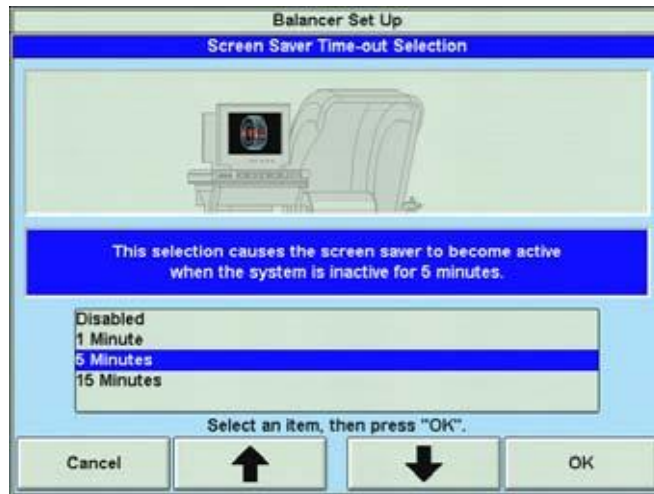 Balancer Set Up
Screen Saver Time-out Selection
This selection causes the screen saver to become active
when the system is inactive for 5 minutes.
Disabled
1 Minute
5 Minutes
15 Minutes
Select an item, then press "OK".
Cancel
OK